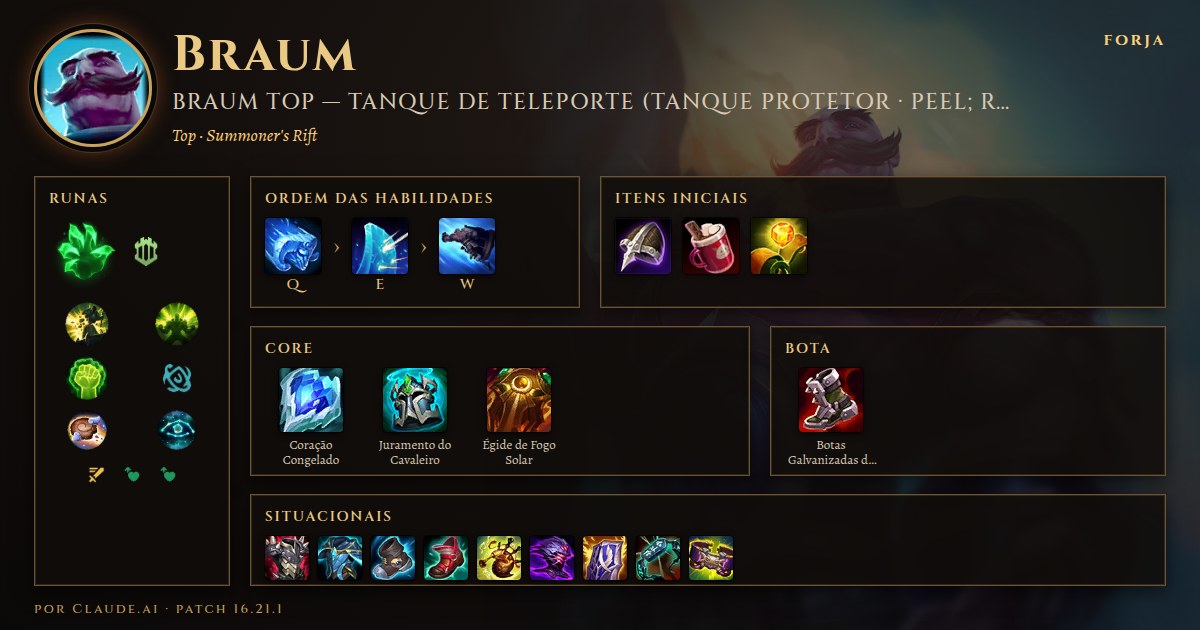 BRAUM
FORJA
BRAUM TOP — TANQUE DE TELEPORTE (TANQUE PROTETOR · PEEL; R...
Top · Summoner's Rift
RUNAS
ORDEM DAS HABILIDADES
Q › E › W
ITENS INICIAIS
CORE
Coração
Congelado
Juramento do
Cavaleiro
Égide de Fogo
Solar
BOTA
Botas
Galvanizadas d...
SITUACIONAIS
POR CLAUDE.AI · PATCH 16.21.1